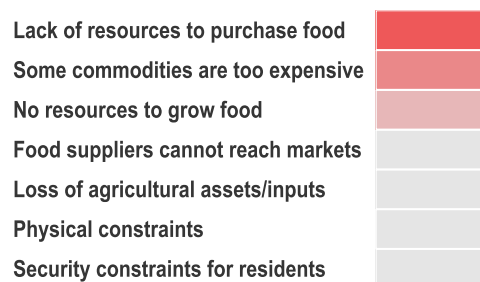 Lack of resources to purchase food
Some commodities are too expensive
No resources to grow food
Food suppliers cannot reach markets
Loss of agricultural assets/inputs
Physical constraints
Security constraints for residents